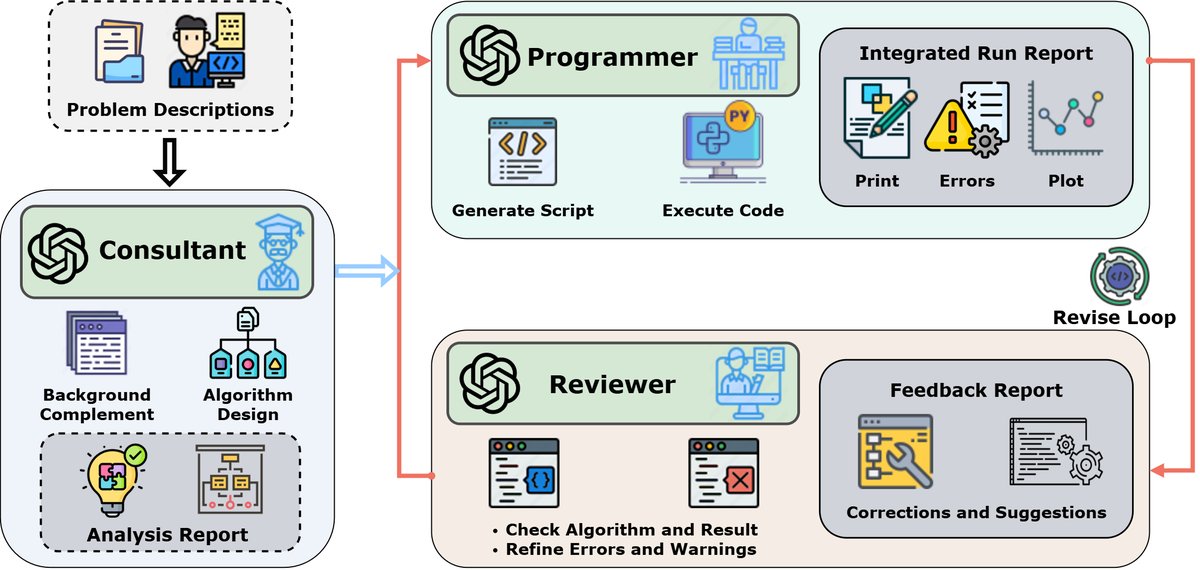 Problem Descriptions
Consultant
Background
Complement
Algorithm
Design
Analysis Report
Programmer
PY
Generate Script
Execute Code
Integrated Run Report
Print
Errors
Plot
Revise Loop
Reviewer
• Check Algorithm and Result
• Refine Errors and Warnings
Feedback Report
Corrections and Suggestions